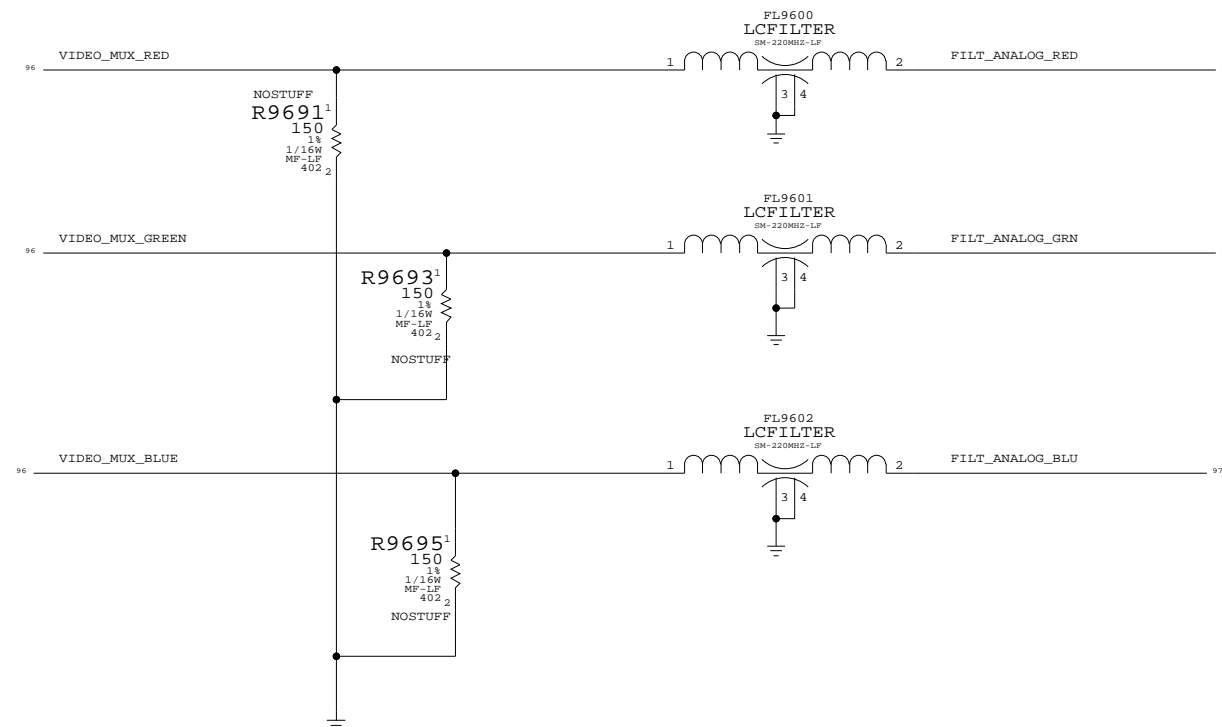 FL9600
LCFILTER
SM-220MHZ-LF
96 VIDEO_MUX_RED 1 2 FILT_ANALOG_RED
3 4
NOSTUFF
R9691 1
150
1%
1/16W
MF-LF
402 2
FL9601
LCFILTER
SM-220MHZ-LF
96 VIDEO_MUX_GREEN 1 2 FILT_ANALOG_GRN
3 4
R9693 1
150
1%
1/16W
MF-LF
402 2
NOSTUFF
FL9602
LCFILTER
SM-220MHZ-LF
96 VIDEO_MUX_BLUE 1 2 FILT_ANALOG_BLU 97
3 4
R9695 1
150
1%
1/16W
MF-LF
402 2
NOSTUFF